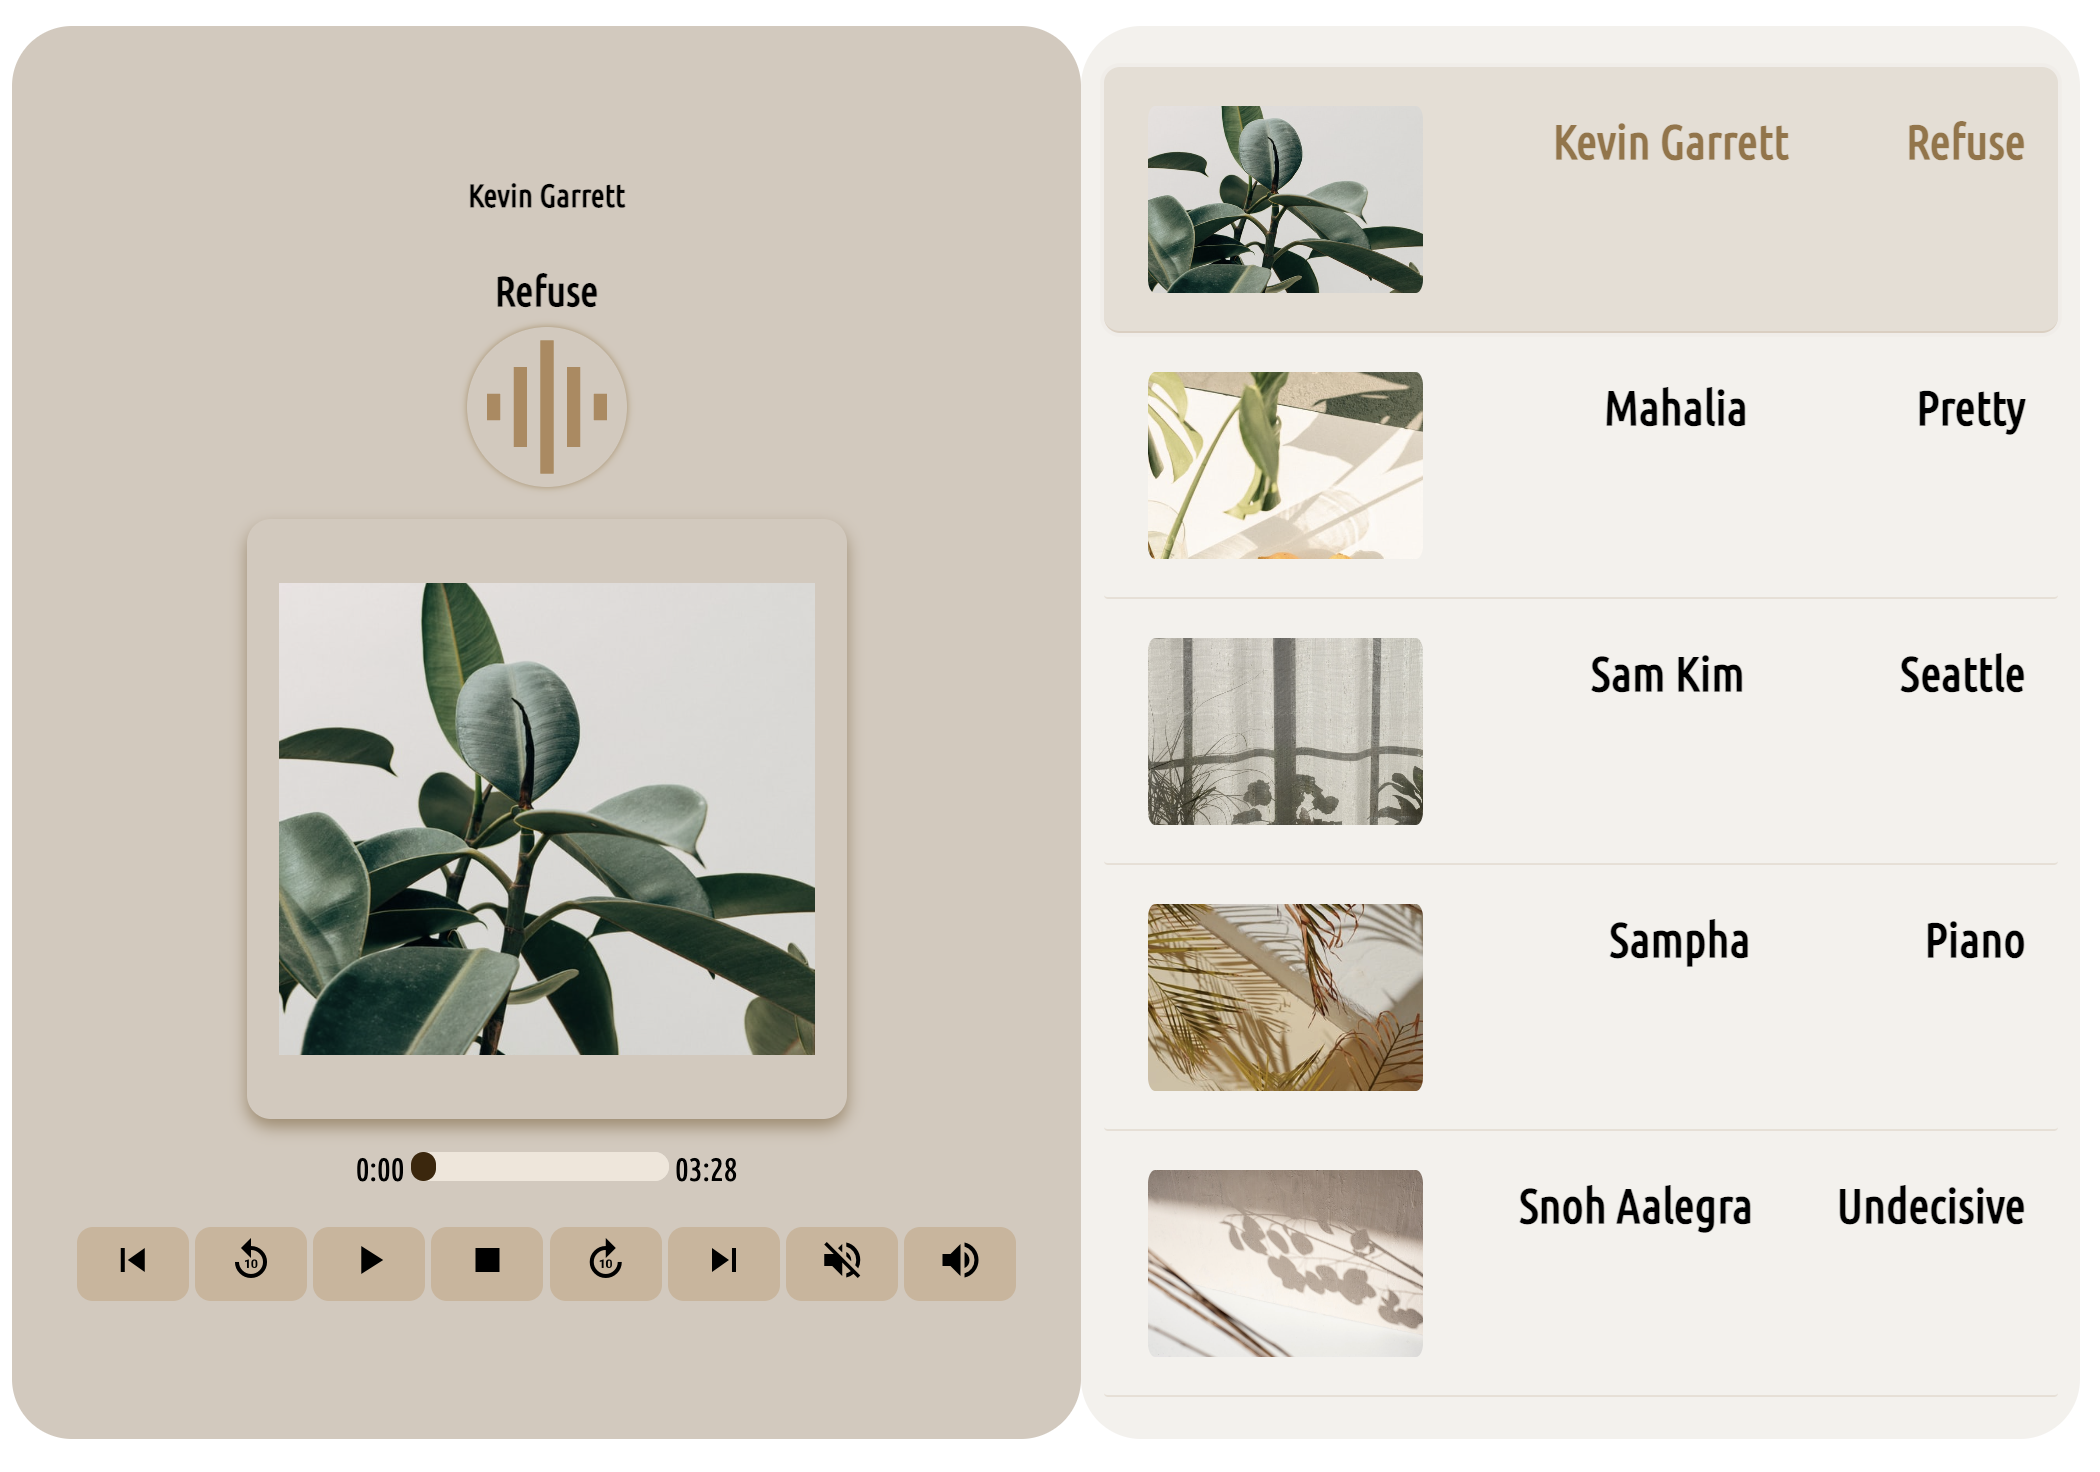 Kevin Garrett
Refuse
0:00 03:28
10 10
Kevin Garrett Refuse
Mahalia Pretty
Sam Kim Seattle
Sampha Piano
Snoh Aalegra Undecisive